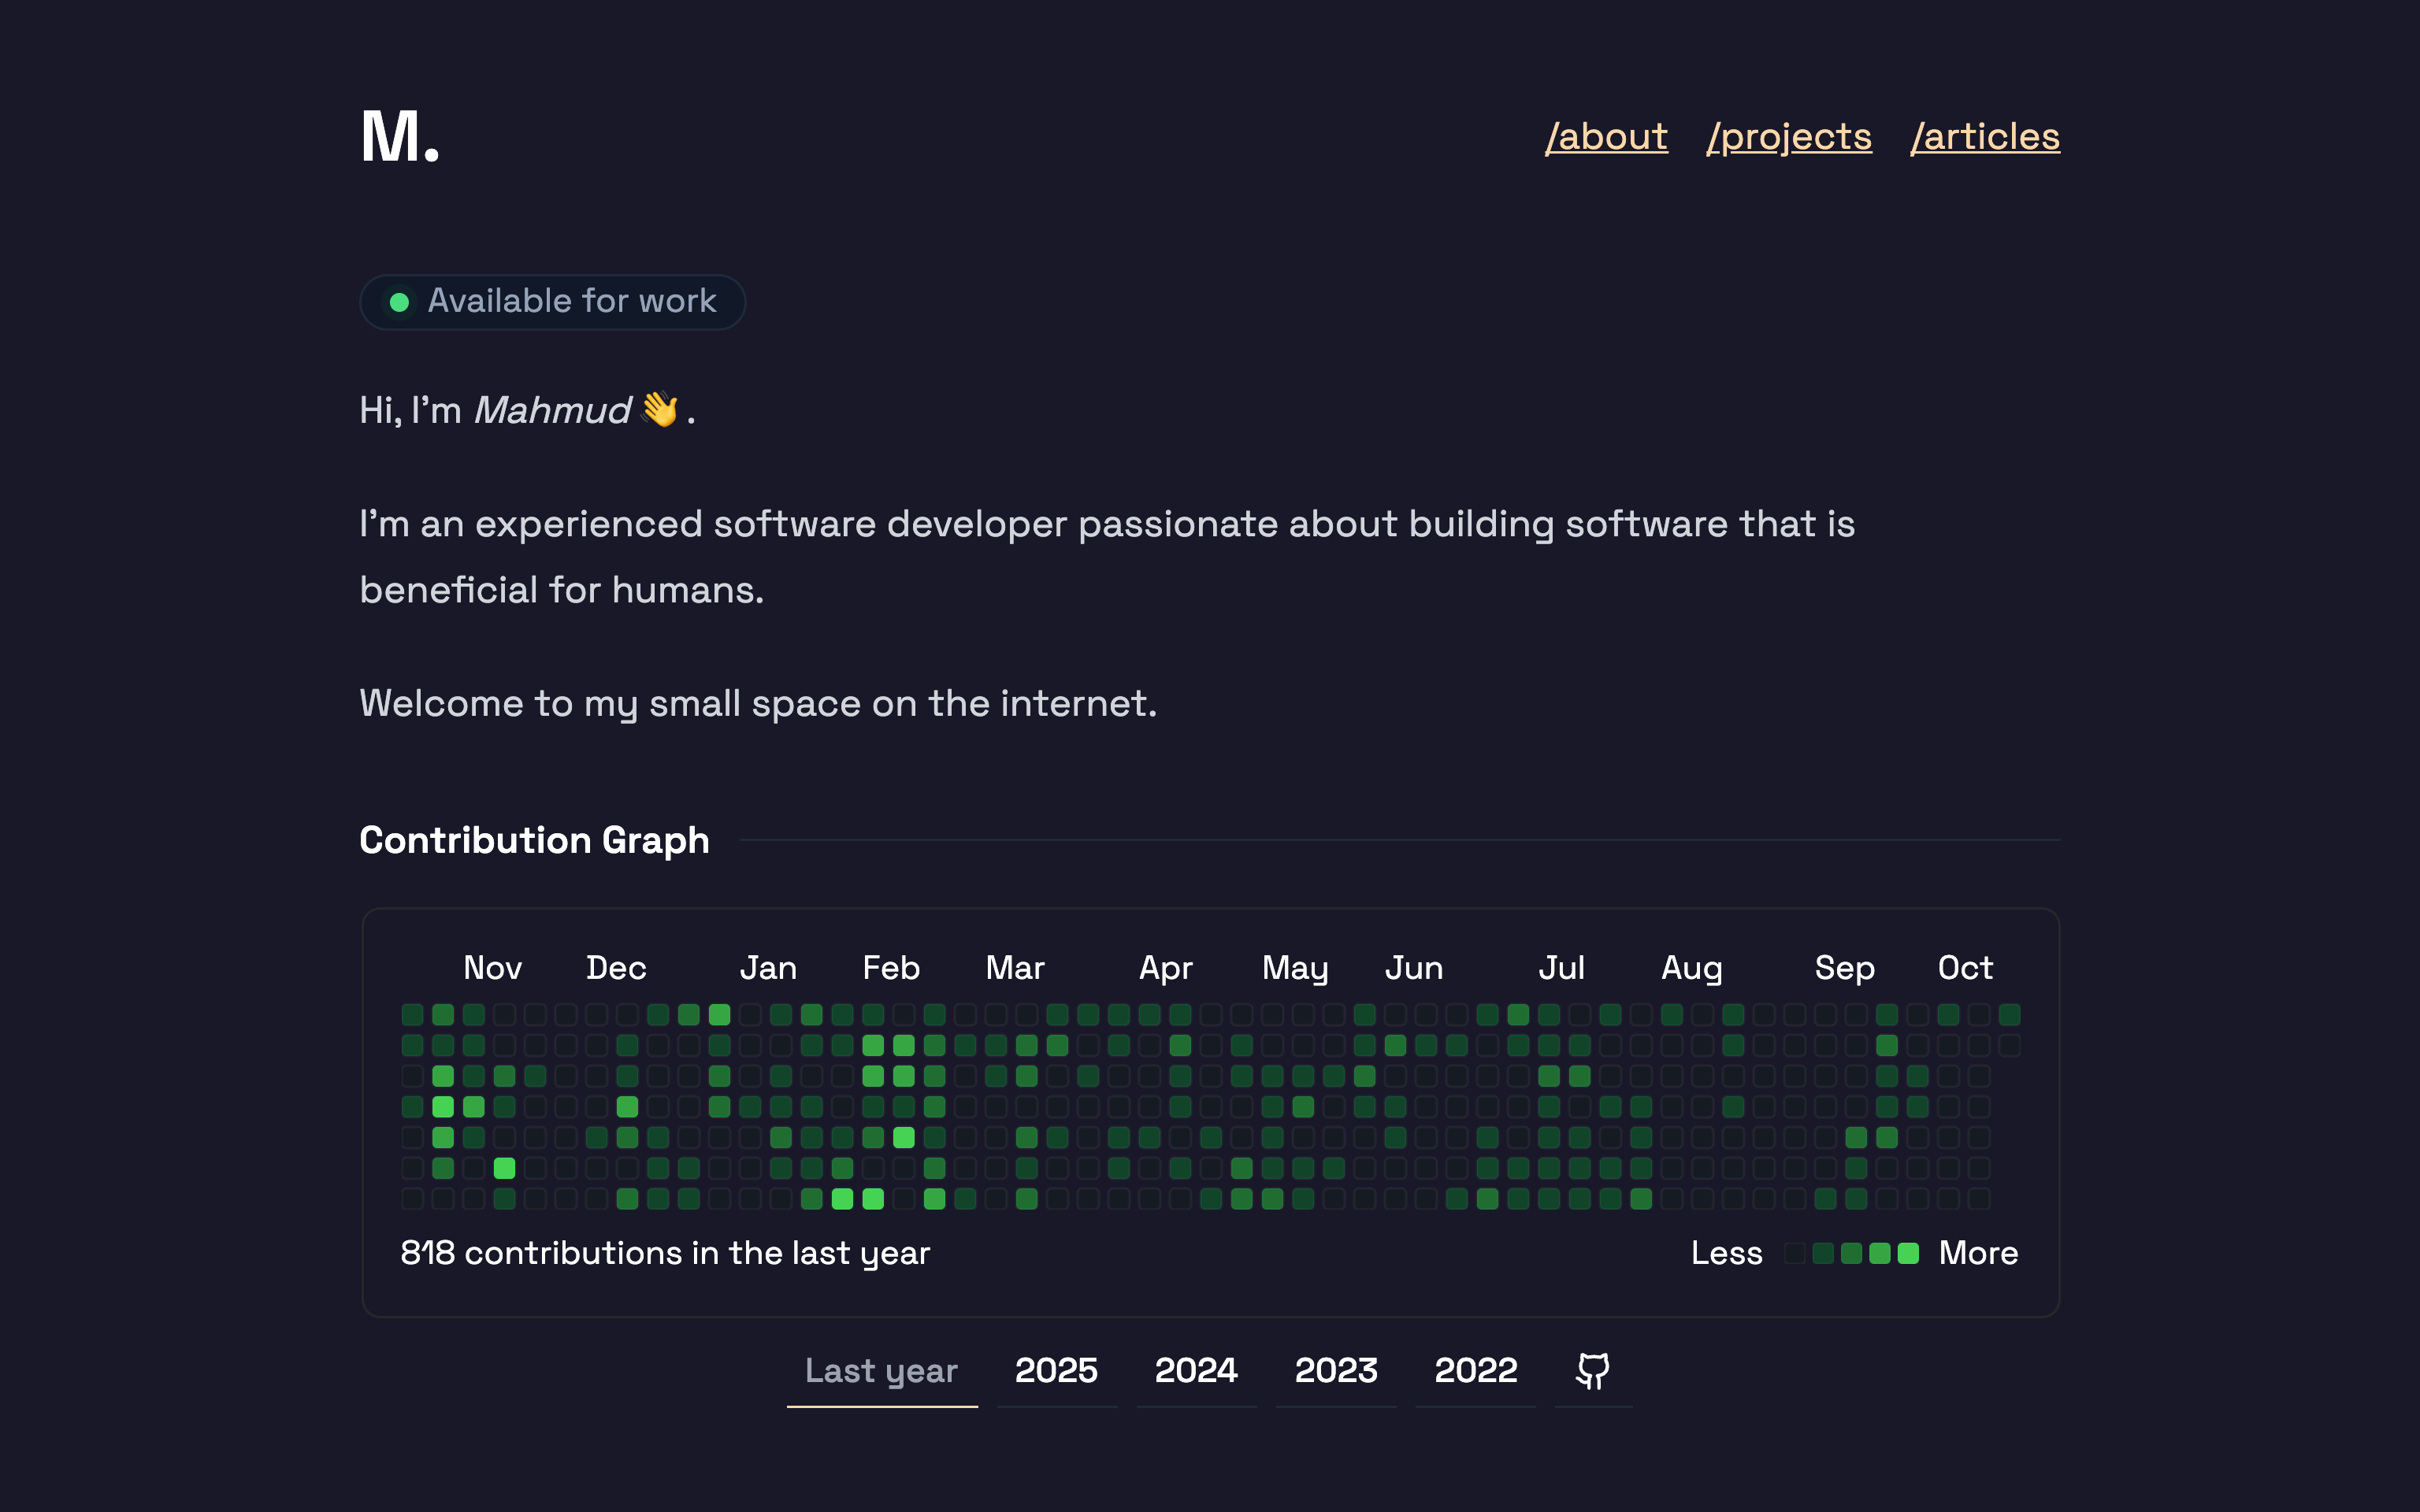 M.
/about /projects /articles
Available for work
Hi, I'm Mahmud 👋 .
I'm an experienced software developer passionate about building software that is
beneficial for humans.
Welcome to my small space on the internet.
Contribution Graph
Nov Dec Jan Feb Mar Apr May Jun Jul Aug Sep Oct
818 contributions in the last year
Less More
Last year 2025 2024 2023 2022